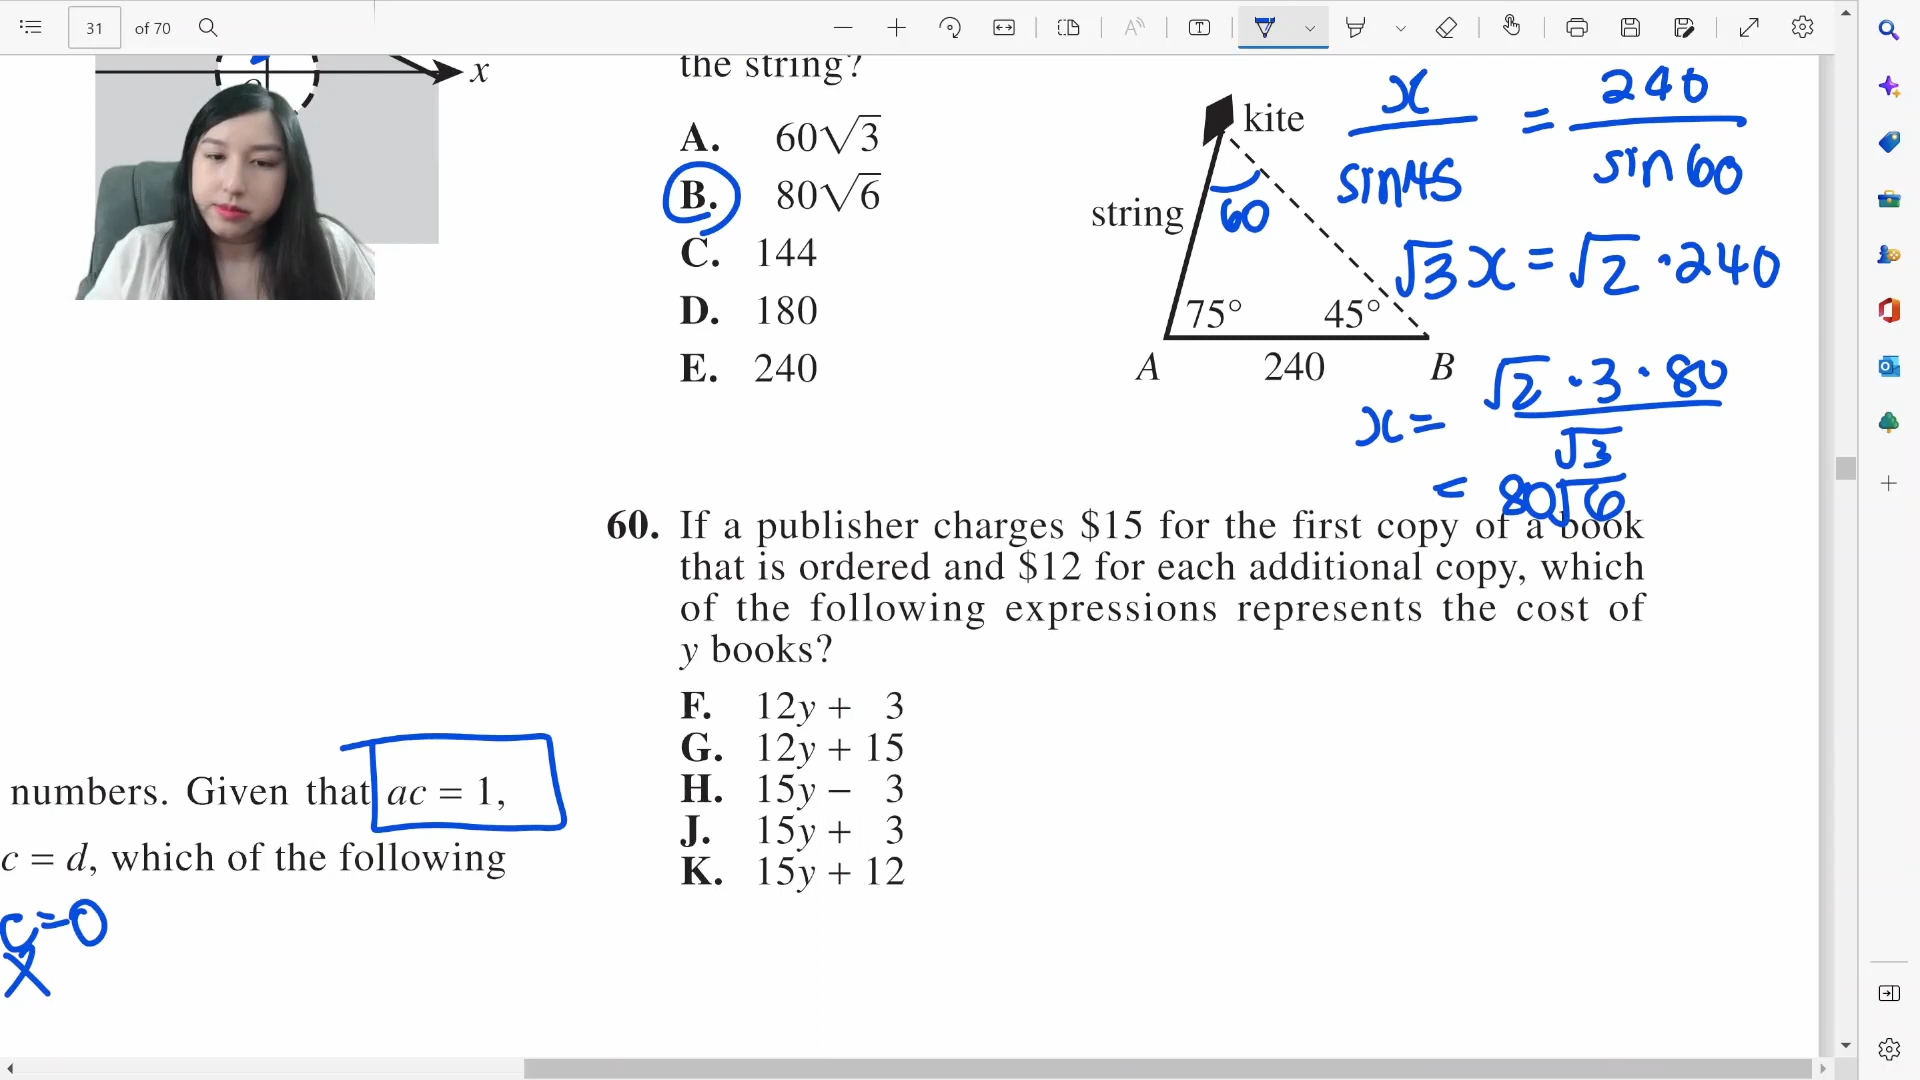 31 of 70
x
the string?
A. 60√3
B. 80√6
C. 144
D. 180
E. 240
kite
string
60
75° 45°
A 240 B
x / sin45 = 240 / sin 60
√3 x = √2 · 240
x = √2 · 3 · 80 / √3
= 80√6
60. If a publisher charges $15 for the first copy of a book
that is ordered and $12 for each additional copy, which
of the following expressions represents the cost of
y books?
F. 12y + 3
G. 12y + 15
H. 15y − 3
J. 15y + 3
K. 15y + 12
numbers. Given that ac = 1,
c = d, which of the following
c=0
X